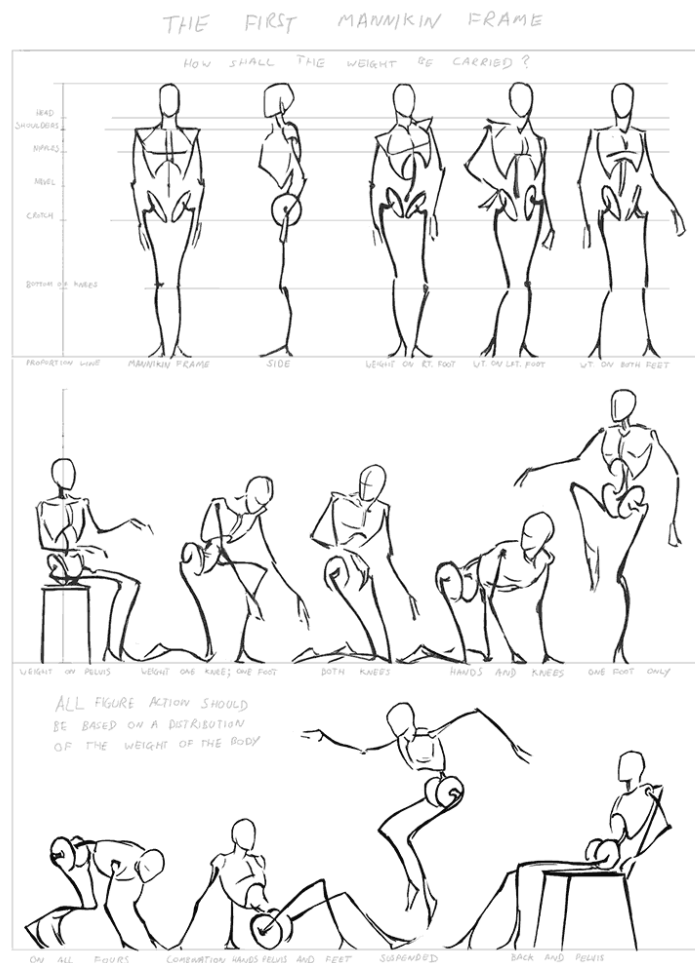 THE FIRST MANNIKIN FRAME
HOW SHALL THE WEIGHT BE CARRIED?
HEAD
SHOULDERS
NIPPLES
NAVEL
CROTCH
BOTTOM OF KNEES
PROPORTION LINE
MANNIKIN FRAME
SIDE
WEIGHT ON RT. FOOT
WT. ON LFT. FOOT
WT. ON BOTH FEET
WEIGHT ON PELVIS
WEIGHT ONE KNEE; ONE FOOT
BOTH KNEES
HANDS AND KNEES
ONE FOOT ONLY
ALL FIGURE ACTION SHOULD
BE BASED ON A DISTRIBUTION
OF THE WEIGHT OF THE BODY
ON ALL FOURS
COMBINATION HANDS PELVIS AND FEET
SUSPENDED
BACK AND PELVIS